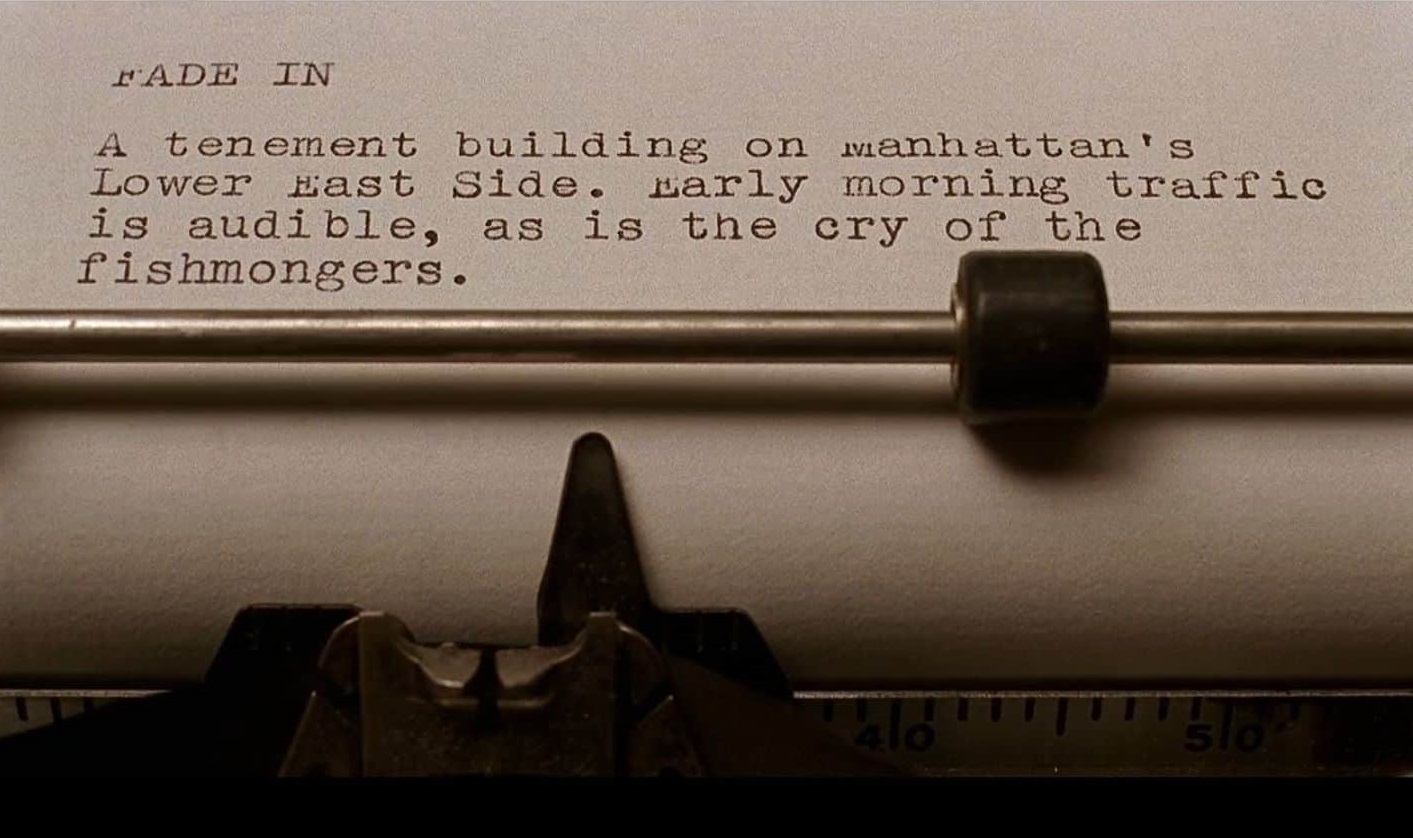 FADE IN
A tenement building on Manhattan's
Lower East Side. Early morning traffic
is audible, as is the cry of the
fishmongers.
40 50